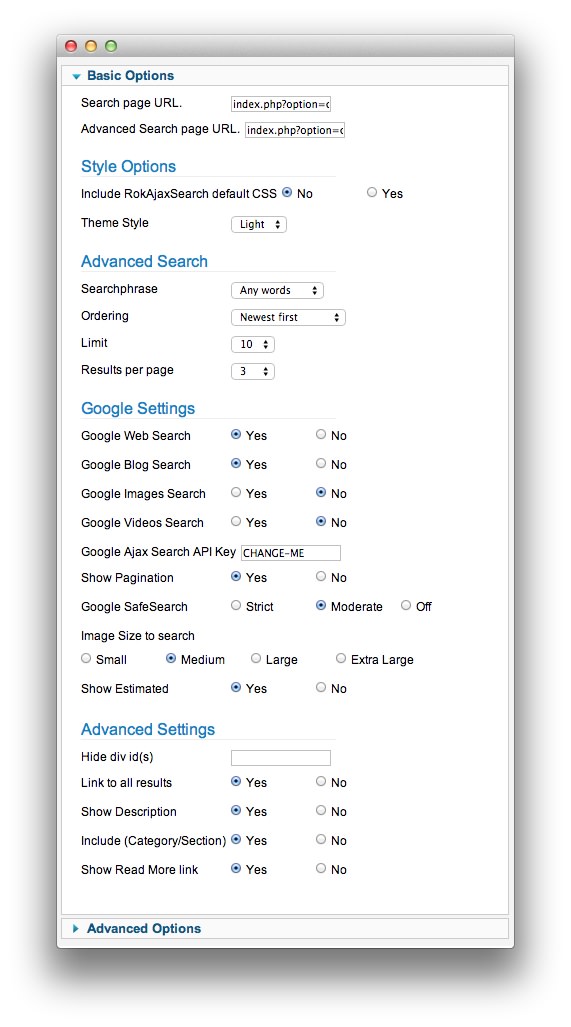 Basic Options
Search page URL. index.php?option=c
Advanced Search page URL. index.php?option=c
Style Options
Include RokAjaxSearch default CSS No Yes
Theme Style Light
Advanced Search
Searchphrase Any words
Ordering Newest first
Limit 10
Results per page 3
Google Settings
Google Web Search Yes No
Google Blog Search Yes No
Google Images Search Yes No
Google Videos Search Yes No
Google Ajax Search API Key CHANGE-ME
Show Pagination Yes No
Google SafeSearch Strict Moderate Off
Image Size to search
Small Medium Large Extra Large
Show Estimated Yes No
Advanced Settings
Hide div id(s)
Link to all results Yes No
Show Description Yes No
Include (Category/Section) Yes No
Show Read More link Yes No
Advanced Options